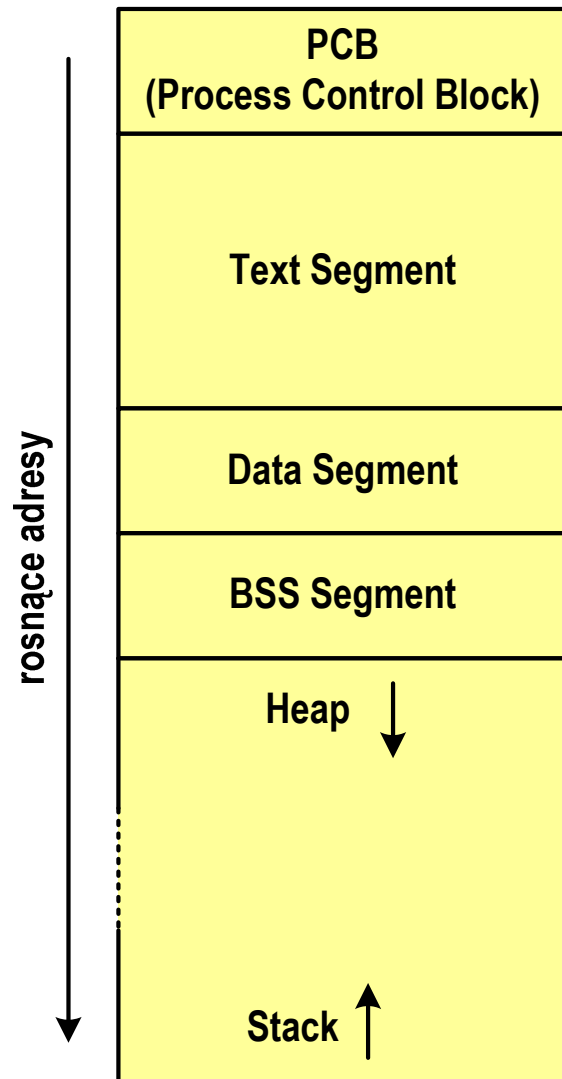 PCB
(Process Control Block)
Text Segment
Data Segment
BSS Segment
Heap
Stack
rosnące adresy